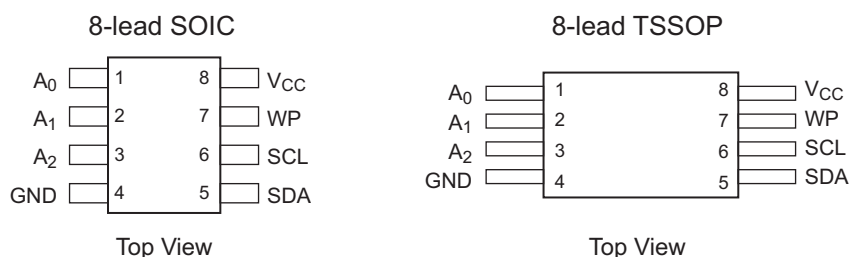 8-lead SOIC
A0 1 8 VCC
A1 2 7 WP
A2 3 6 SCL
GND 4 5 SDA
Top View
8-lead TSSOP
A0 1 8 VCC
A1 2 7 WP
A2 3 6 SCL
GND 4 5 SDA
Top View